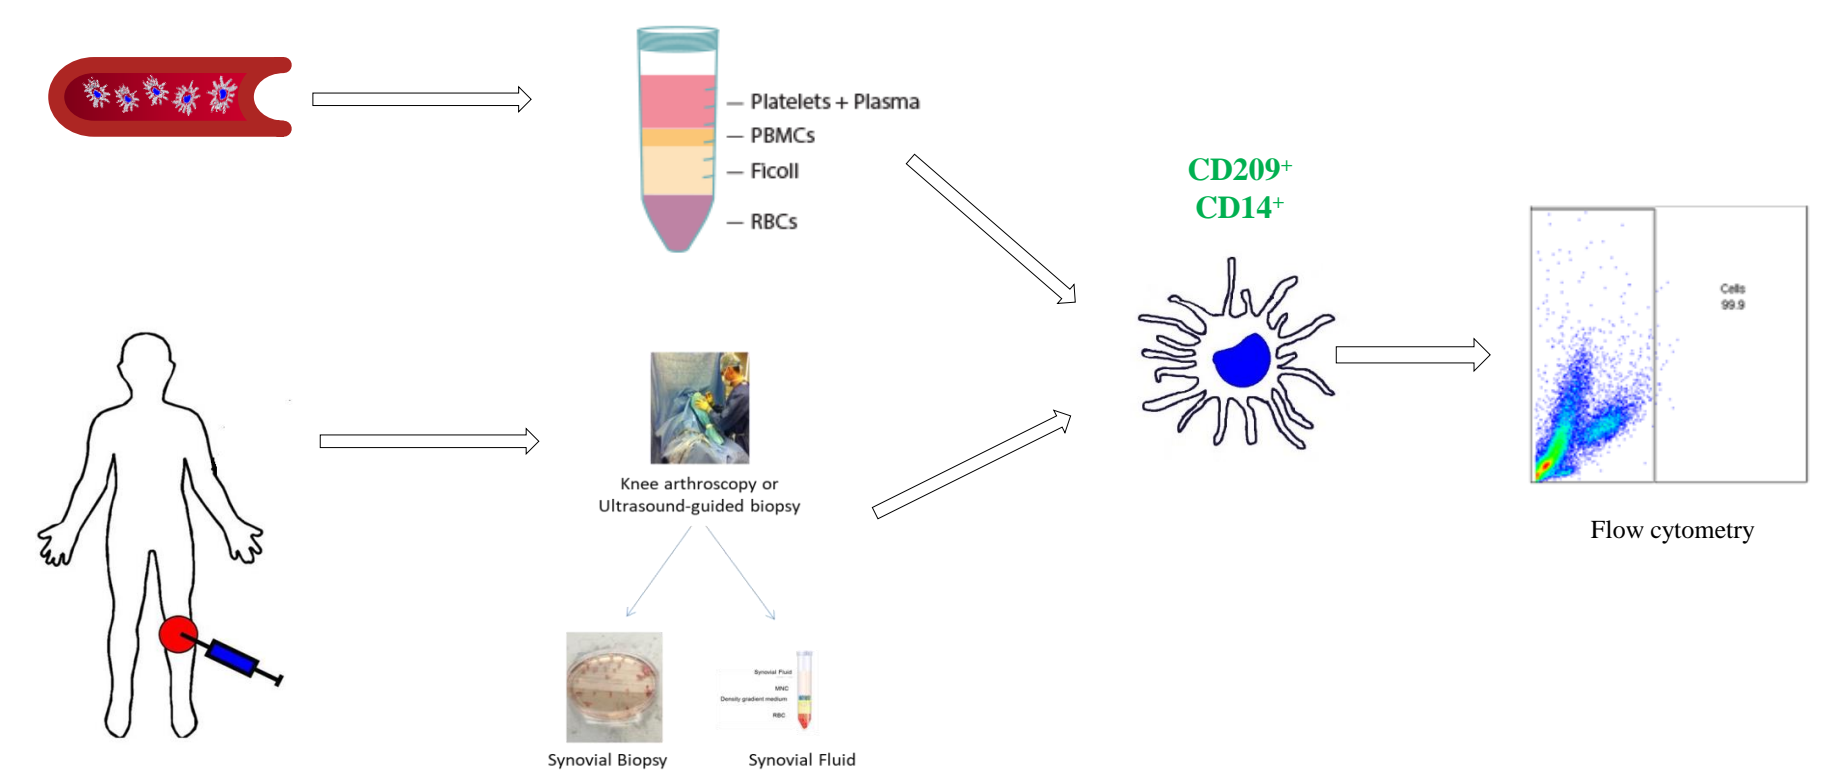 Platelets + Plasma
PBMCs
Ficoll
RBCs
CD209+
CD14+
Cells
99.9
Flow cytometry
Knee arthroscopy or
Ultrasound-guided biopsy
Synovial Fluid
MNC
Density gradient medium
RBC
Synovial Biopsy
Synovial Fluid